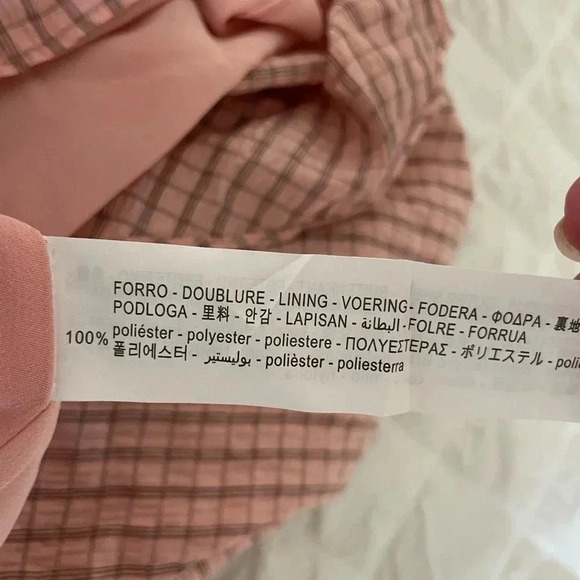 FORRO - DOUBLURE - LINING - VOERING- FODERA - ΦΟΔΡΑ - 裏地
PODLOGA - 里料 - 안감 - LAPISAN - البطانة -FOLRE - FORRUA
100% poliéster - polyester - poliestere - ΠΟΛΥΕΣΤΕΡΑΣ - ポリエステル -
폴리에스터 - بوليستير - polièster - poliesterra